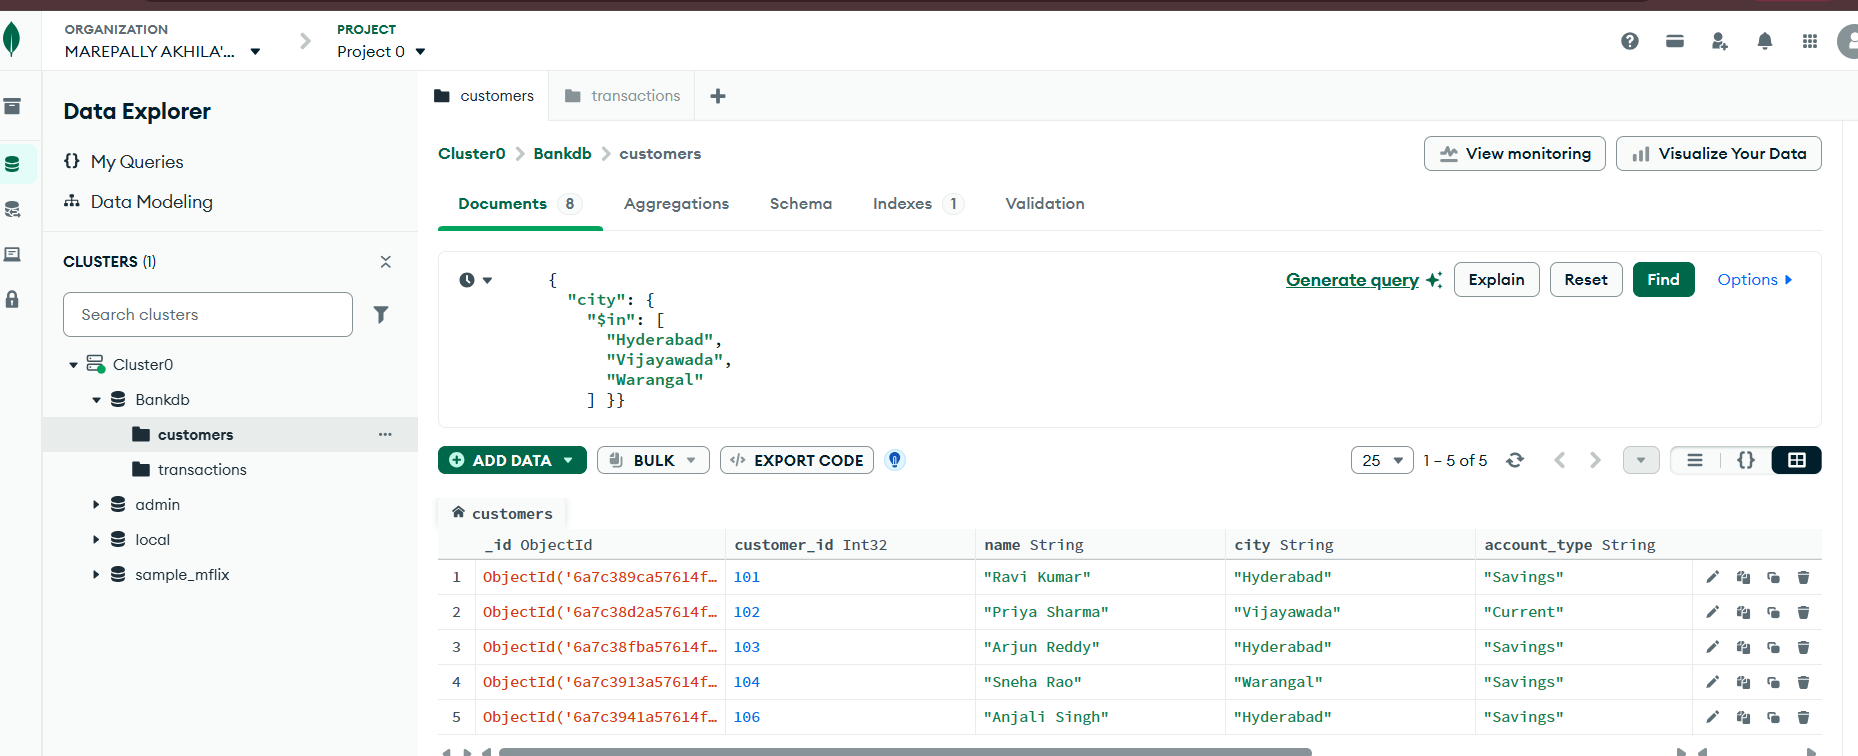 ORGANIZATION
MAREPALLY AKHILA'...
PROJECT
Project 0
Data Explorer
My Queries
Data Modeling
CLUSTERS (1)
Search clusters
Cluster0
Bankdb
customers
transactions
admin
local
sample_mflix
customers
transactions
Cluster0 > Bankdb > customers
View monitoring
Visualize Your Data
Documents 8
Aggregations
Schema
Indexes 1
Validation
{
"city": {
"$in": [
"Hyderabad",
"Vijayawada",
"Warangal"
] }}
Generate query
Explain
Reset
Find
Options
ADD DATA
BULK
EXPORT CODE
25
1 – 5 of 5
customers
_id ObjectId customer_id Int32 name String city String account_type String
1 ObjectId('6a7c389ca57614f… 101 "Ravi Kumar" "Hyderabad" "Savings"
2 ObjectId('6a7c38d2a57614f… 102 "Priya Sharma" "Vijayawada" "Current"
3 ObjectId('6a7c38fba57614f… 103 "Arjun Reddy" "Hyderabad" "Savings"
4 ObjectId('6a7c3913a57614f… 104 "Sneha Rao" "Warangal" "Savings"
5 ObjectId('6a7c3941a57614f… 106 "Anjali Singh" "Hyderabad" "Savings"